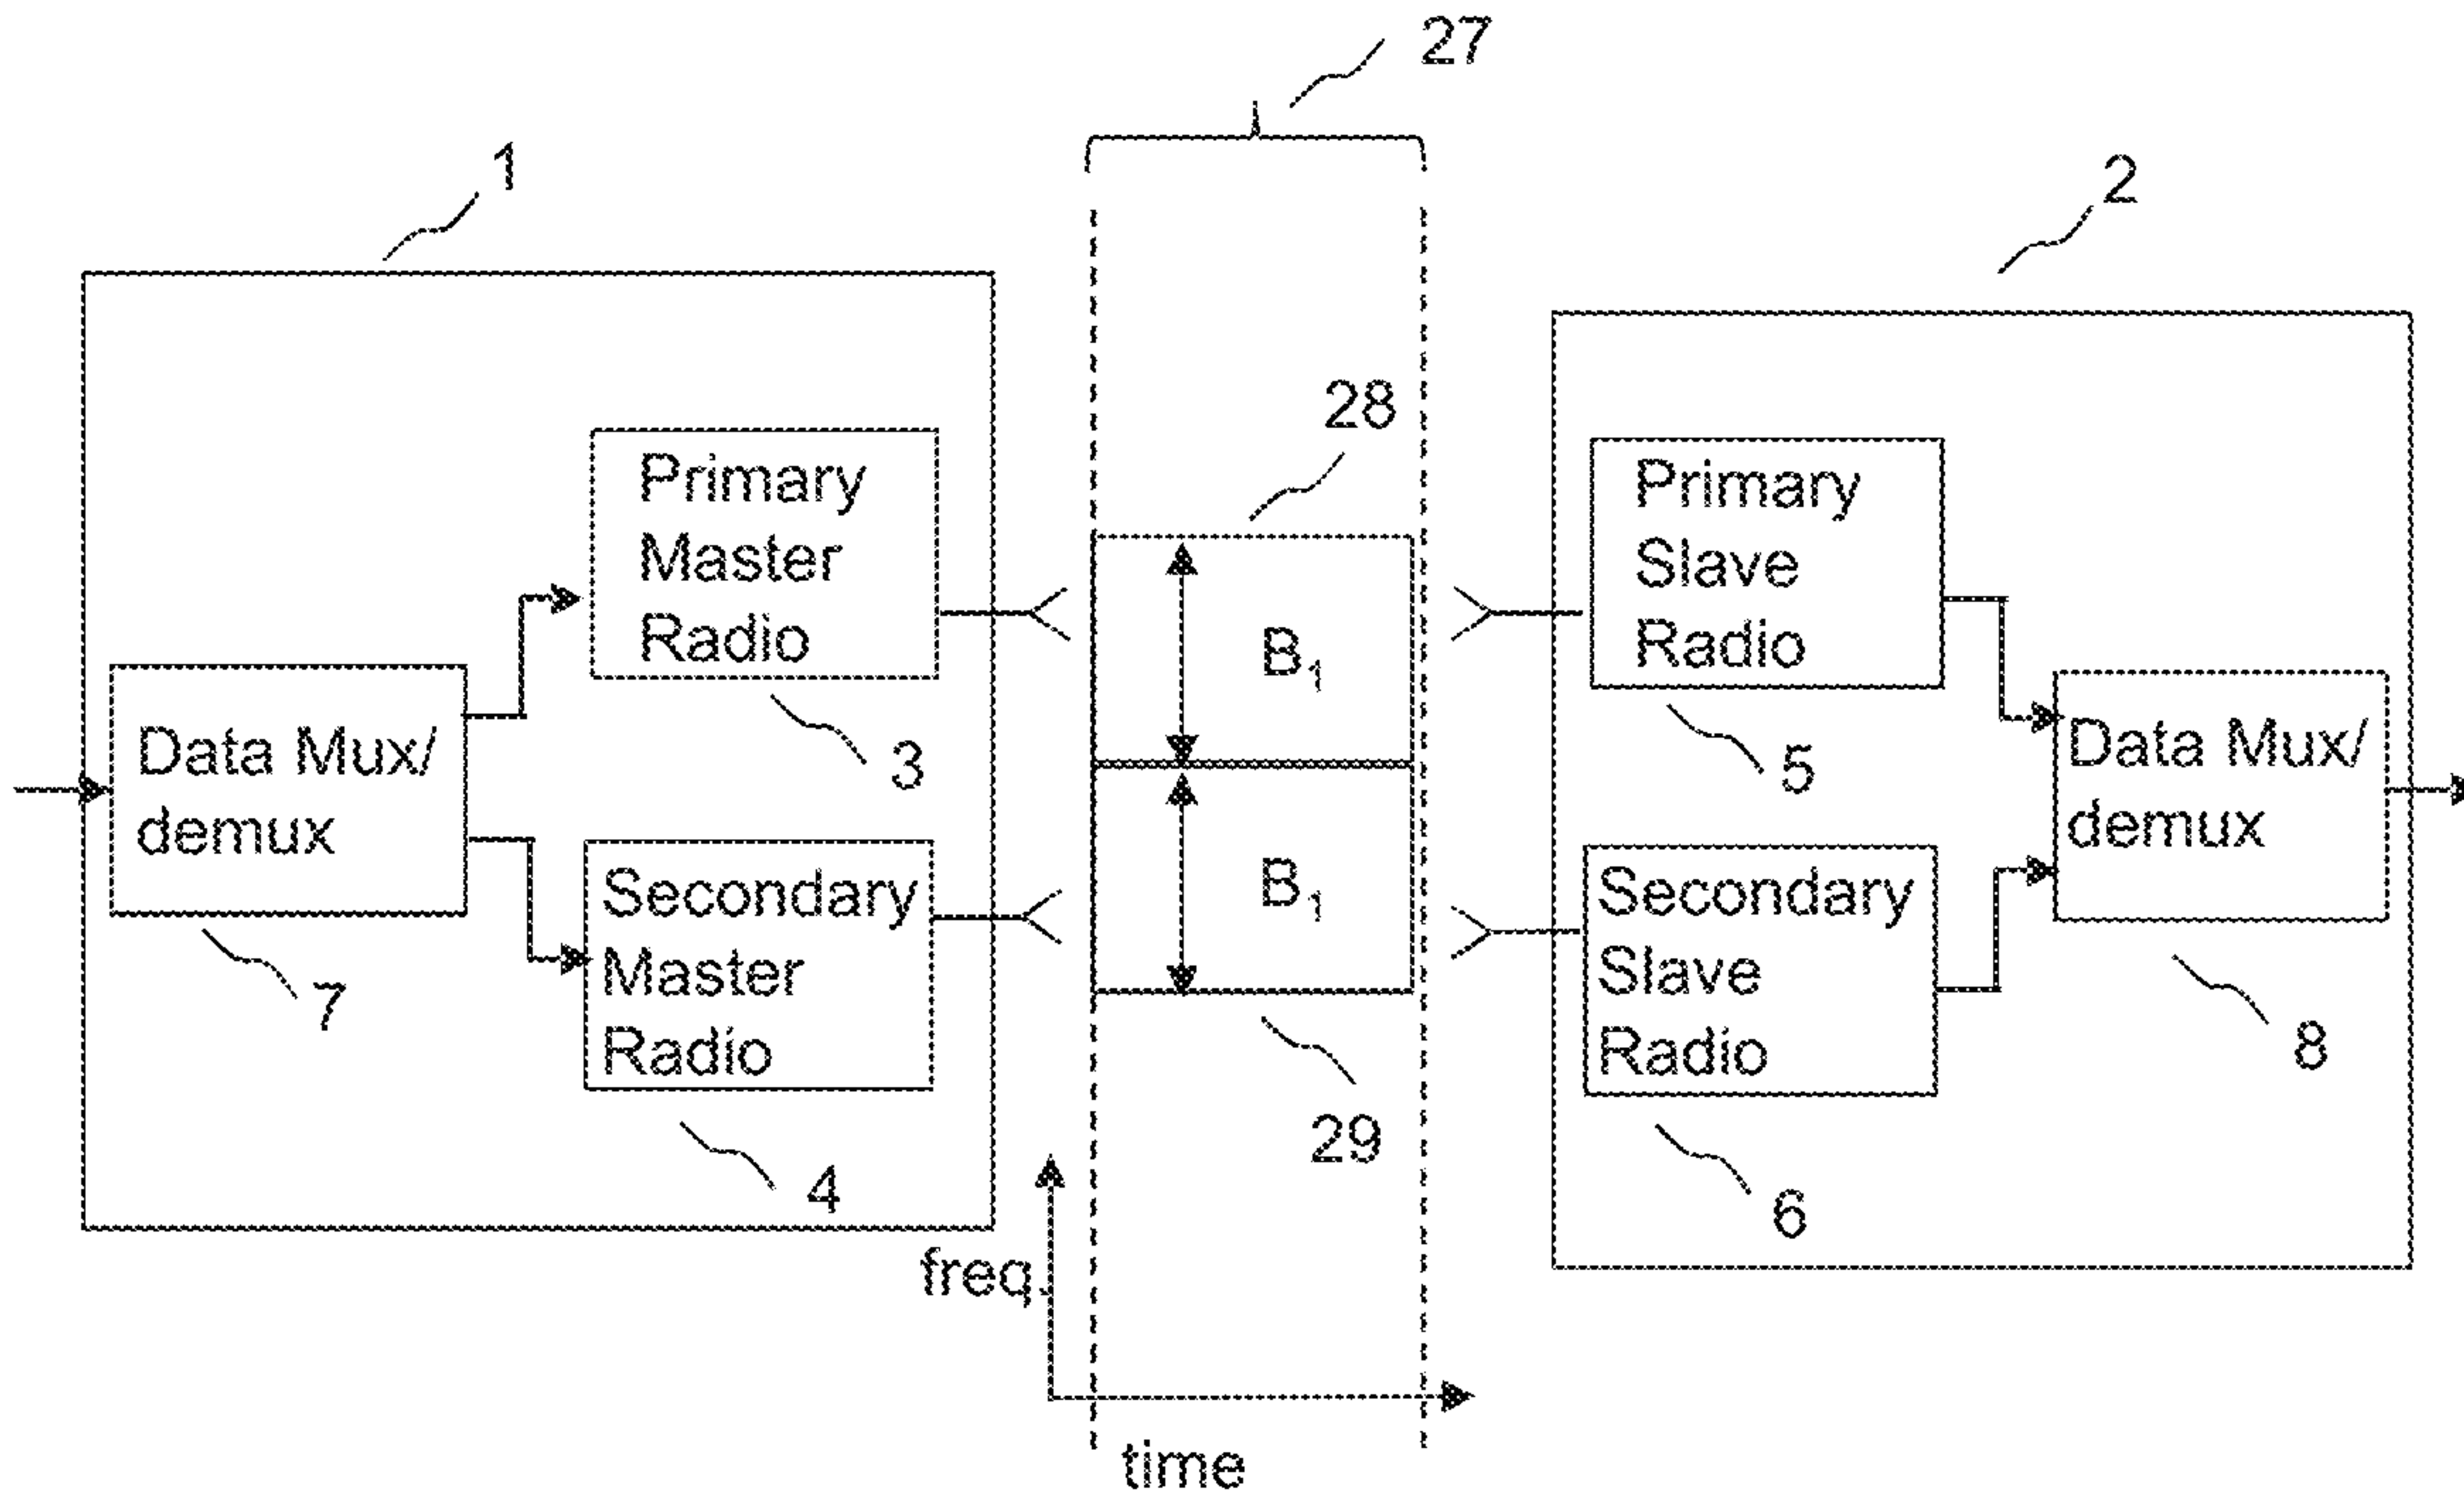 27
1
2
28
Primary
Master
Radio
Primary
Slave
Radio
B1
3
5
Data Mux/
demux
Data Mux/
demux
Secondary
Master
Radio
B1
Secondary
Slave
Radio
7
8
29
4
6
freq.
time